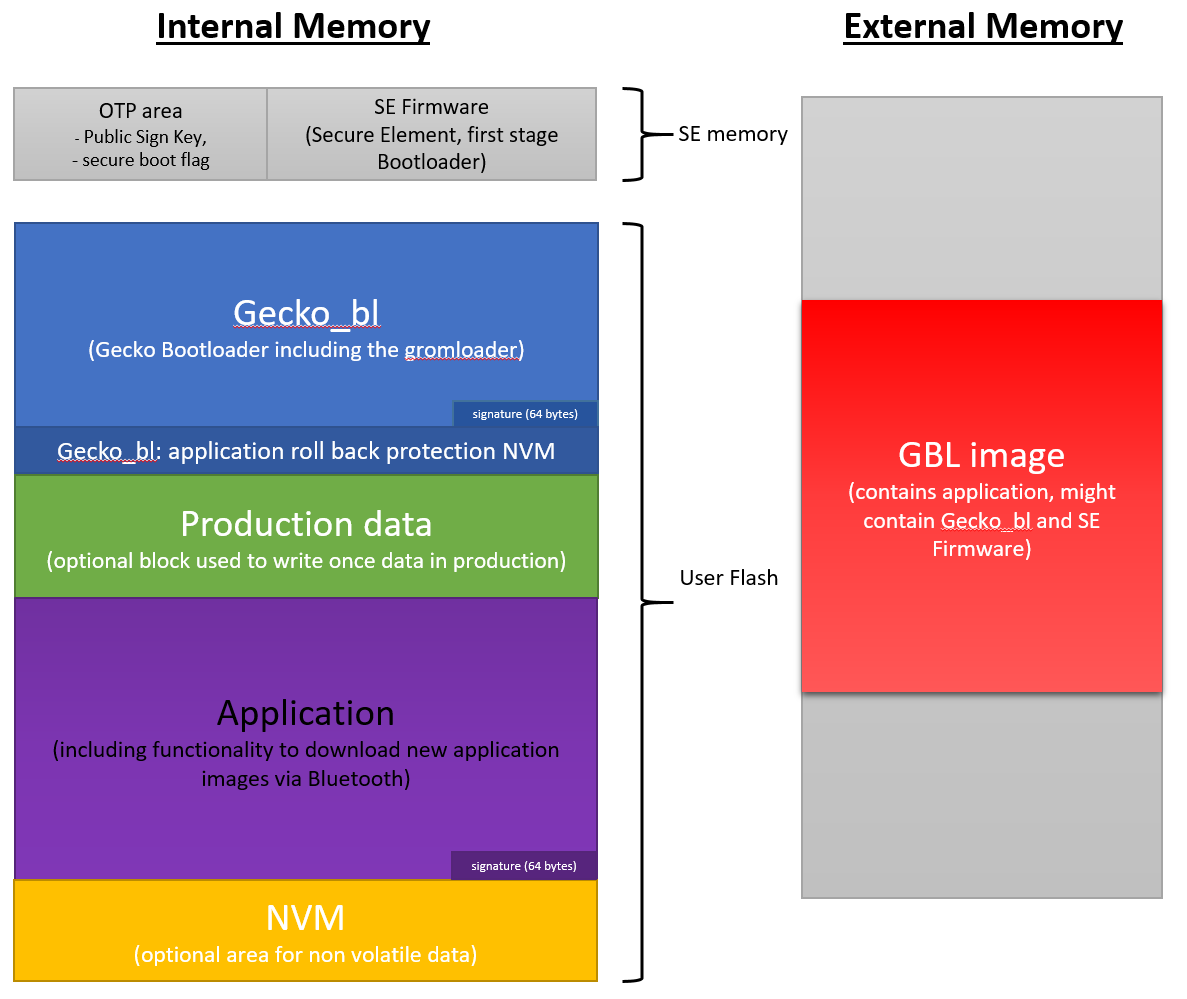 Internal Memory
External Memory
OTP area
- Public Sign Key,
- secure boot flag
SE Firmware
(Secure Element, first stage
Bootloader)
SE memory
Gecko_bl
(Gecko Bootloader including the gromloader)
signature (64 bytes)
Gecko_bl: application roll back protection NVM
Production data
(optional block used to write once data in production)
User Flash
Application
(including functionality to download new application
images via Bluetooth)
signature (64 bytes)
NVM
(optional area for non volatile data)
GBL image
(contains application, might
contain Gecko_bl and SE
Firmware)